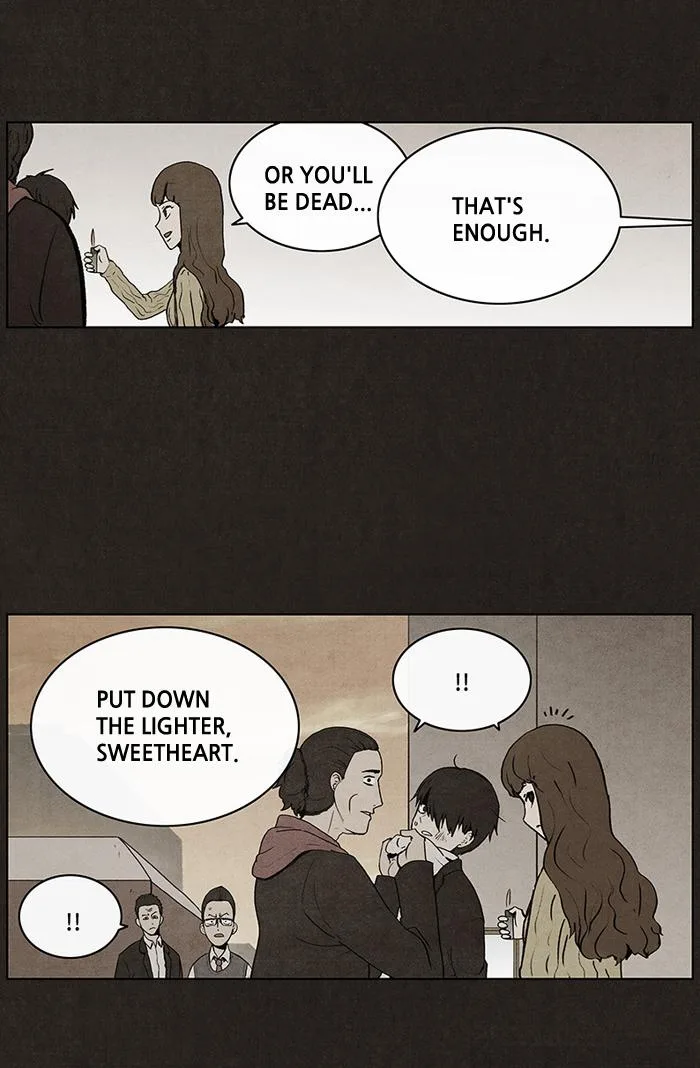 OR YOU'LL
BE DEAD...
THAT'S
ENOUGH.
PUT DOWN
THE LIGHTER,
SWEETHEART.
!!
!!